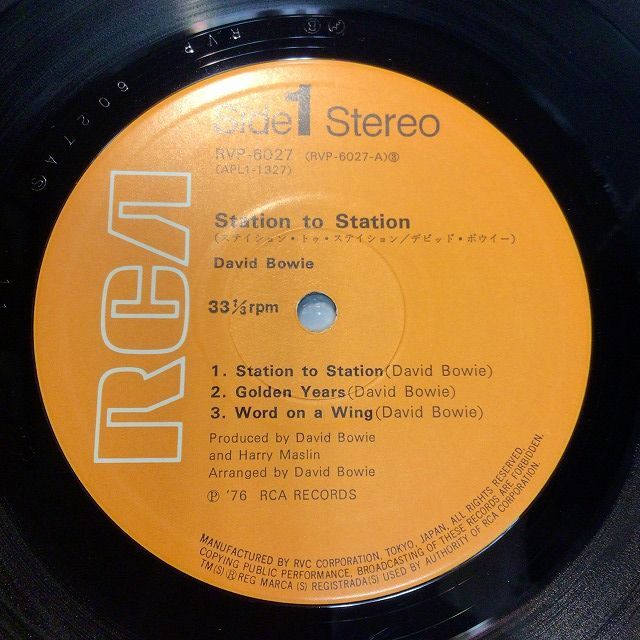 Side 1 Stereo
RVP-6027 (RVP-6027-A)Ⓑ
(APL1-1327)
Station to Station
(ステイション・トゥ・ステイション/デビッド・ボウイー)
David Bowie
33 1/3 rpm
1. Station to Station(David Bowie)
2. Golden Years(David Bowie)
3. Word on a Wing(David Bowie)
Produced by David Bowie
and Harry Maslin
Arranged by David Bowie
℗ '76 RCA RECORDS
MANUFACTURED BY RVC CORPORATION, TOKYO, JAPAN, ALL RIGHTS RESERVED.
COPYING PUBLIC PERFORMANCE, BROADCASTING OF THESE RECORDS ARE FORBIDDEN.
TM(S)®REG MARCA (S) REGISTRADA(S) USED BY AUTHORITY OF RCA CORPORATION.
RCA
RVP 6027A